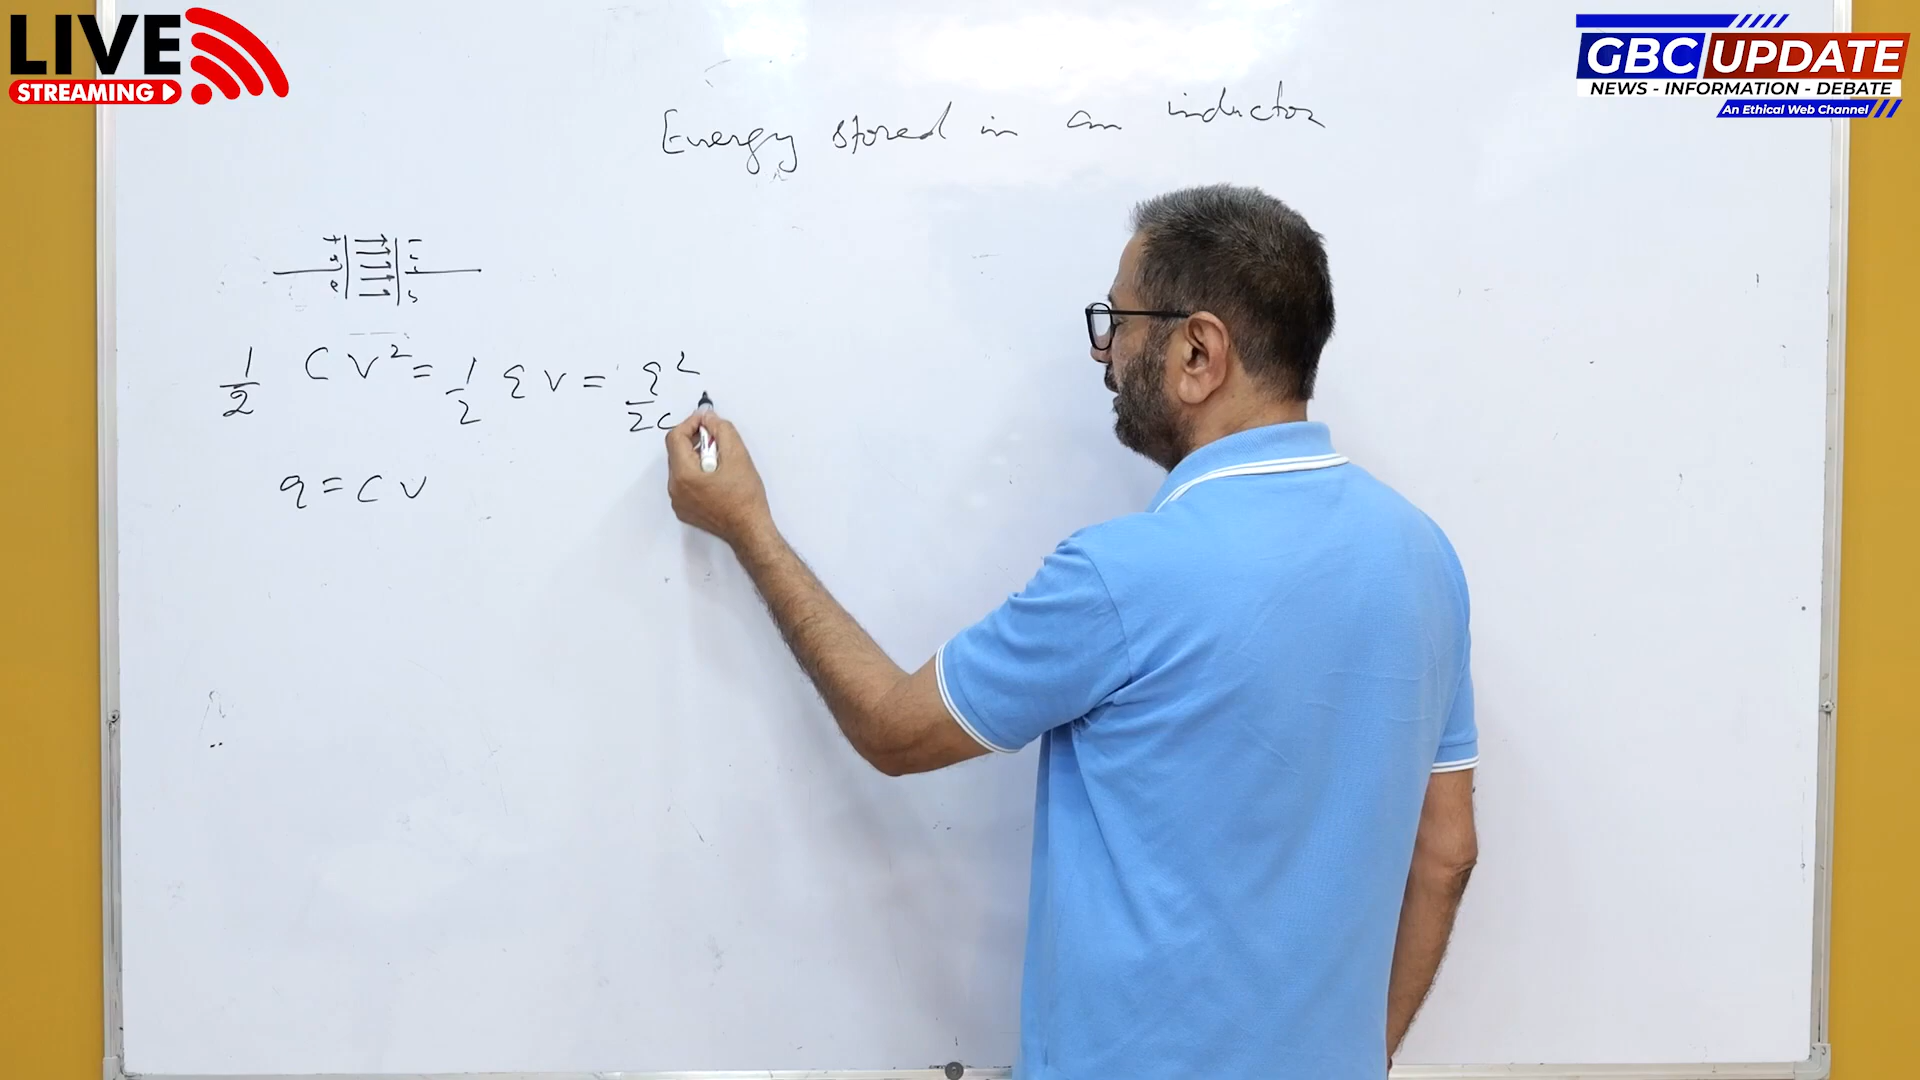 LIVE
STREAMING
GBC UPDATE
NEWS - INFORMATION - DEBATE
An Ethical Web Channel
Energy stored in an inductor
+ −
1/2 CV² = 1/2 qV = q²/2C
q = CV